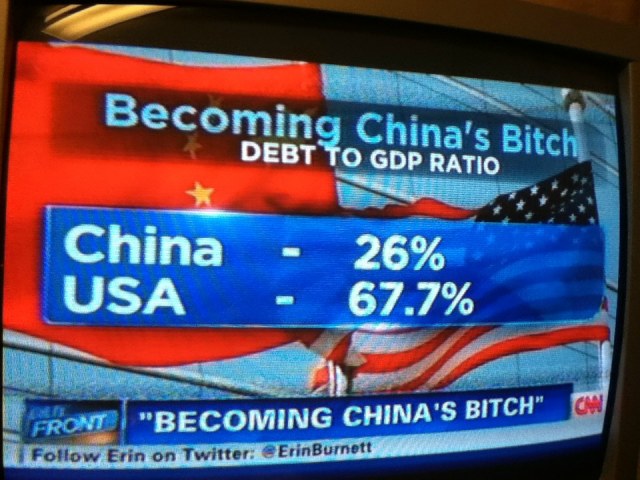 Becoming China's Bitch
DEBT TO GDP RATIO
China - 26%
USA - 67.7%
FRONT
"BECOMING CHINA'S BITCH"
CNN
Follow Erin on Twitter: @ErinBurnett